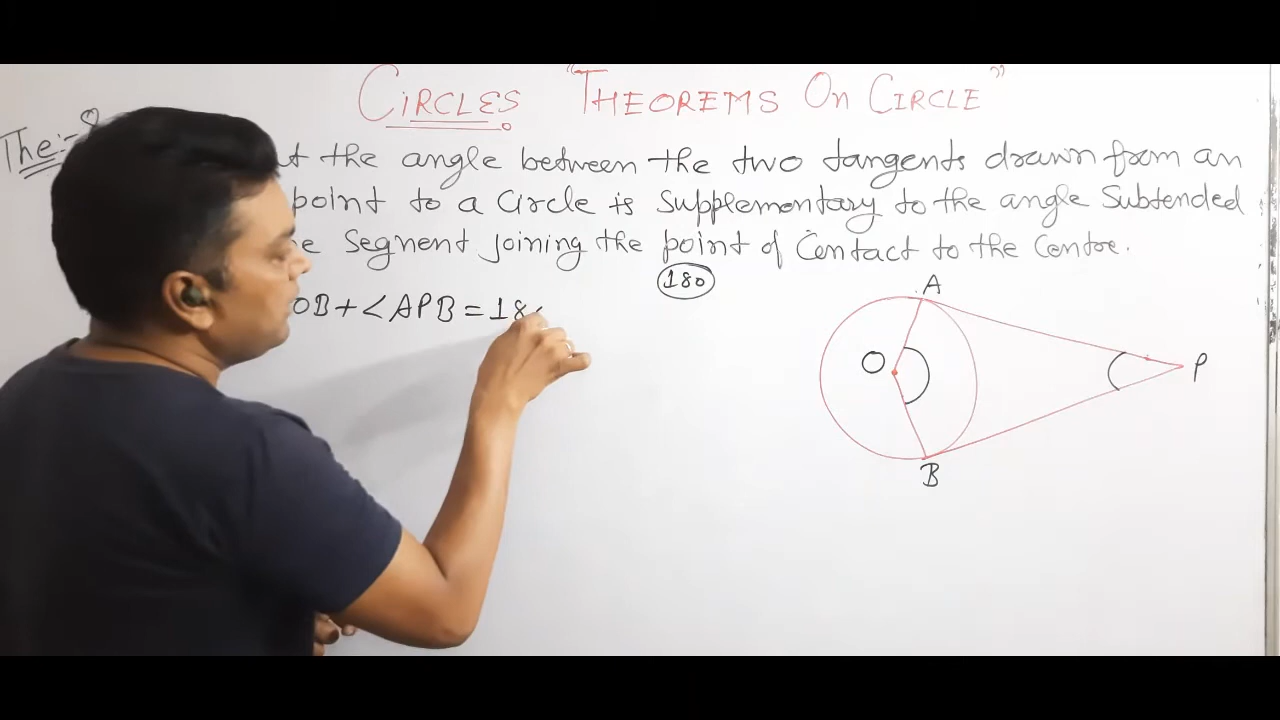 CIRCLES "THEOREMS On CIRCLE"
The:- the angle between the two tangents drawn from an
point to a Circle is Supplementary to the angle Subtended
Segment joining the point of Contact to the Centre.
180
OB + ∠APB = 18
A
O
P
B